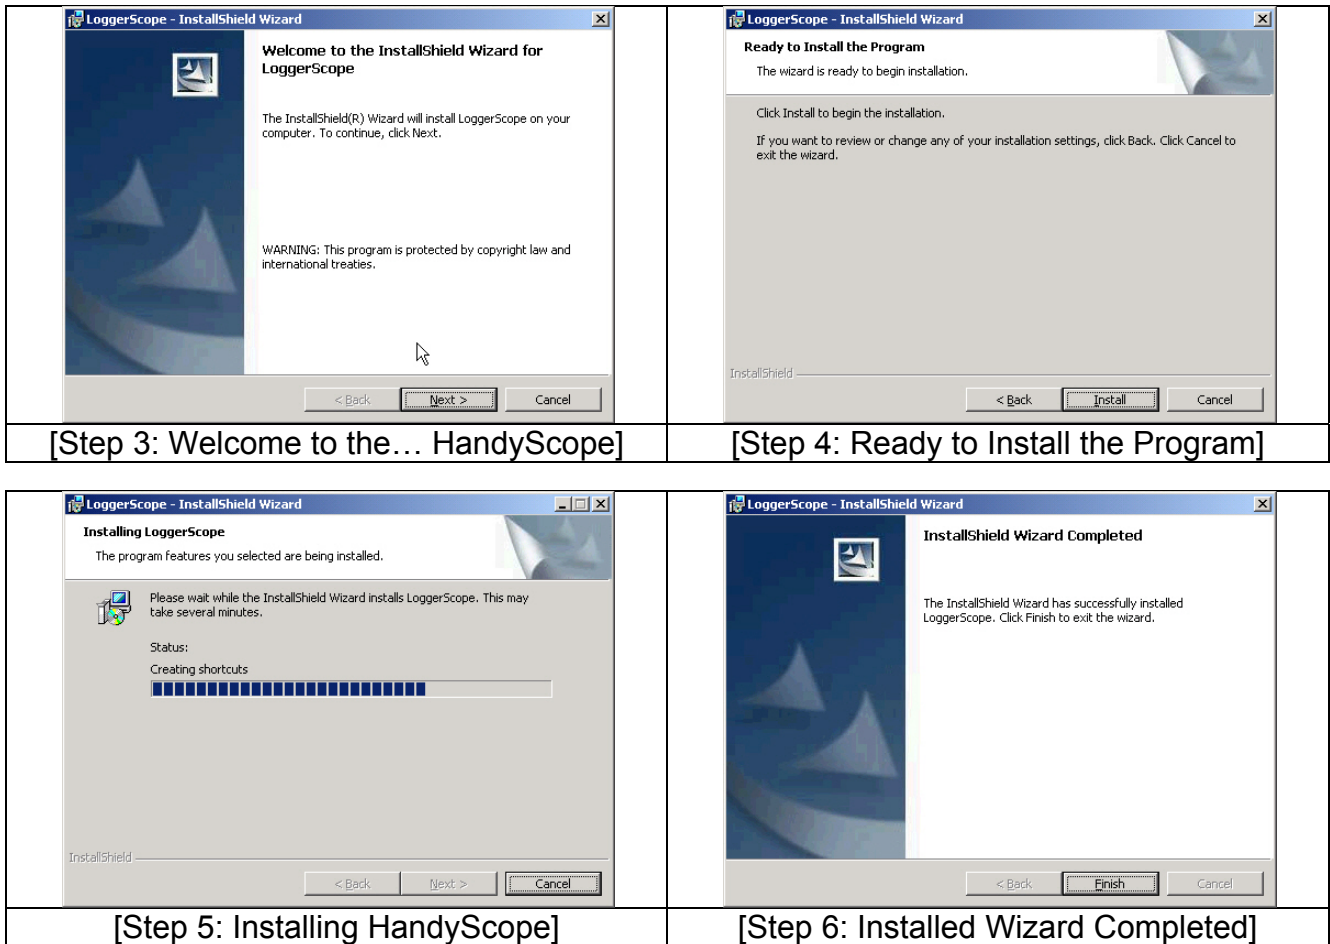 LoggerScope - InstallShield Wizard
Welcome to the InstallShield Wizard for
LoggerScope
The InstallShield(R) Wizard will install LoggerScope on your
computer. To continue, click Next.
WARNING: This program is protected by copyright law and
international treaties.
< Back
Next >
Cancel
[Step 3: Welcome to the… HandyScope]
LoggerScope - InstallShield Wizard
Ready to Install the Program
The wizard is ready to begin installation.
Click Install to begin the installation.
If you want to review or change any of your installation settings, click Back. Click Cancel to
exit the wizard.
InstallShield
< Back
Install
Cancel
[Step 4: Ready to Install the Program]
LoggerScope - InstallShield Wizard
Installing LoggerScope
The program features you selected are being installed.
Please wait while the InstallShield Wizard installs LoggerScope. This may
take several minutes.
Status:
Creating shortcuts
InstallShield
< Back
Next >
Cancel
[Step 5: Installing HandyScope]
LoggerScope - InstallShield Wizard
InstallShield Wizard Completed
The InstallShield Wizard has successfully installed
LoggerScope. Click Finish to exit the wizard.
< Back
Finish
Cancel
[Step 6: Installed Wizard Completed]